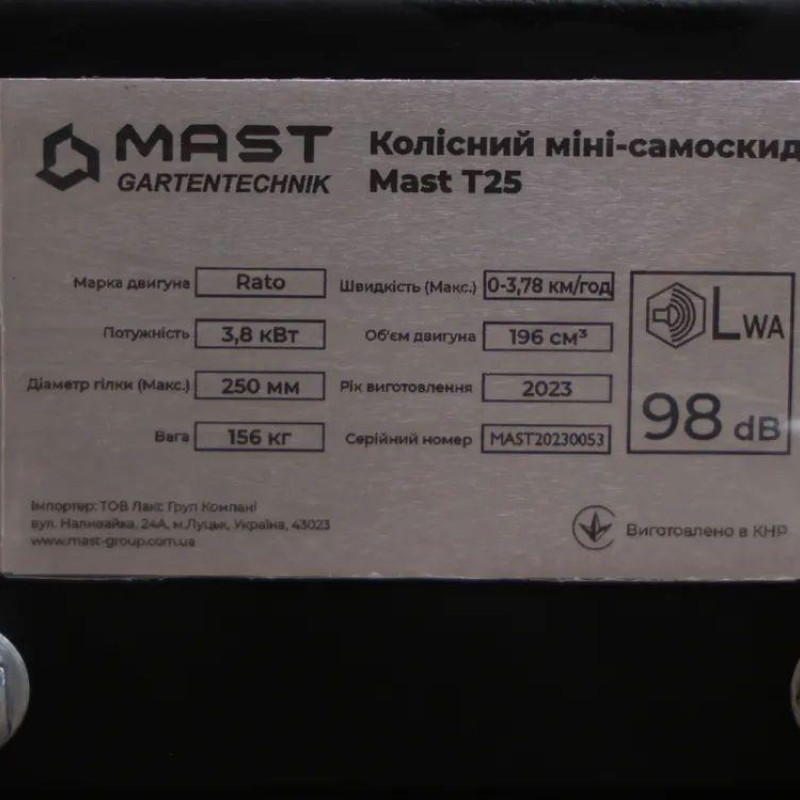 MAST
GARTENTECHNIK
Колісний міні-самоскид
Mast T25
Марка двигуна Rato
Потужність 3,8 кВт
Діаметр гілки (Макс.) 250 мм
Вага 156 кг
Швидкість (Макс.) 0-3,78 км/год
Об'єм двигуна 196 см³
Рік виготовлення 2023
Серійний номер MAST20230053
LWA
98 dB
Імпортер: ТОВ Лакс Груп Компані
вул. Наливайка, 24А, м.Луцьк, Україна, 43023
www.mast-group.com.ua
Виготовлено в КНР